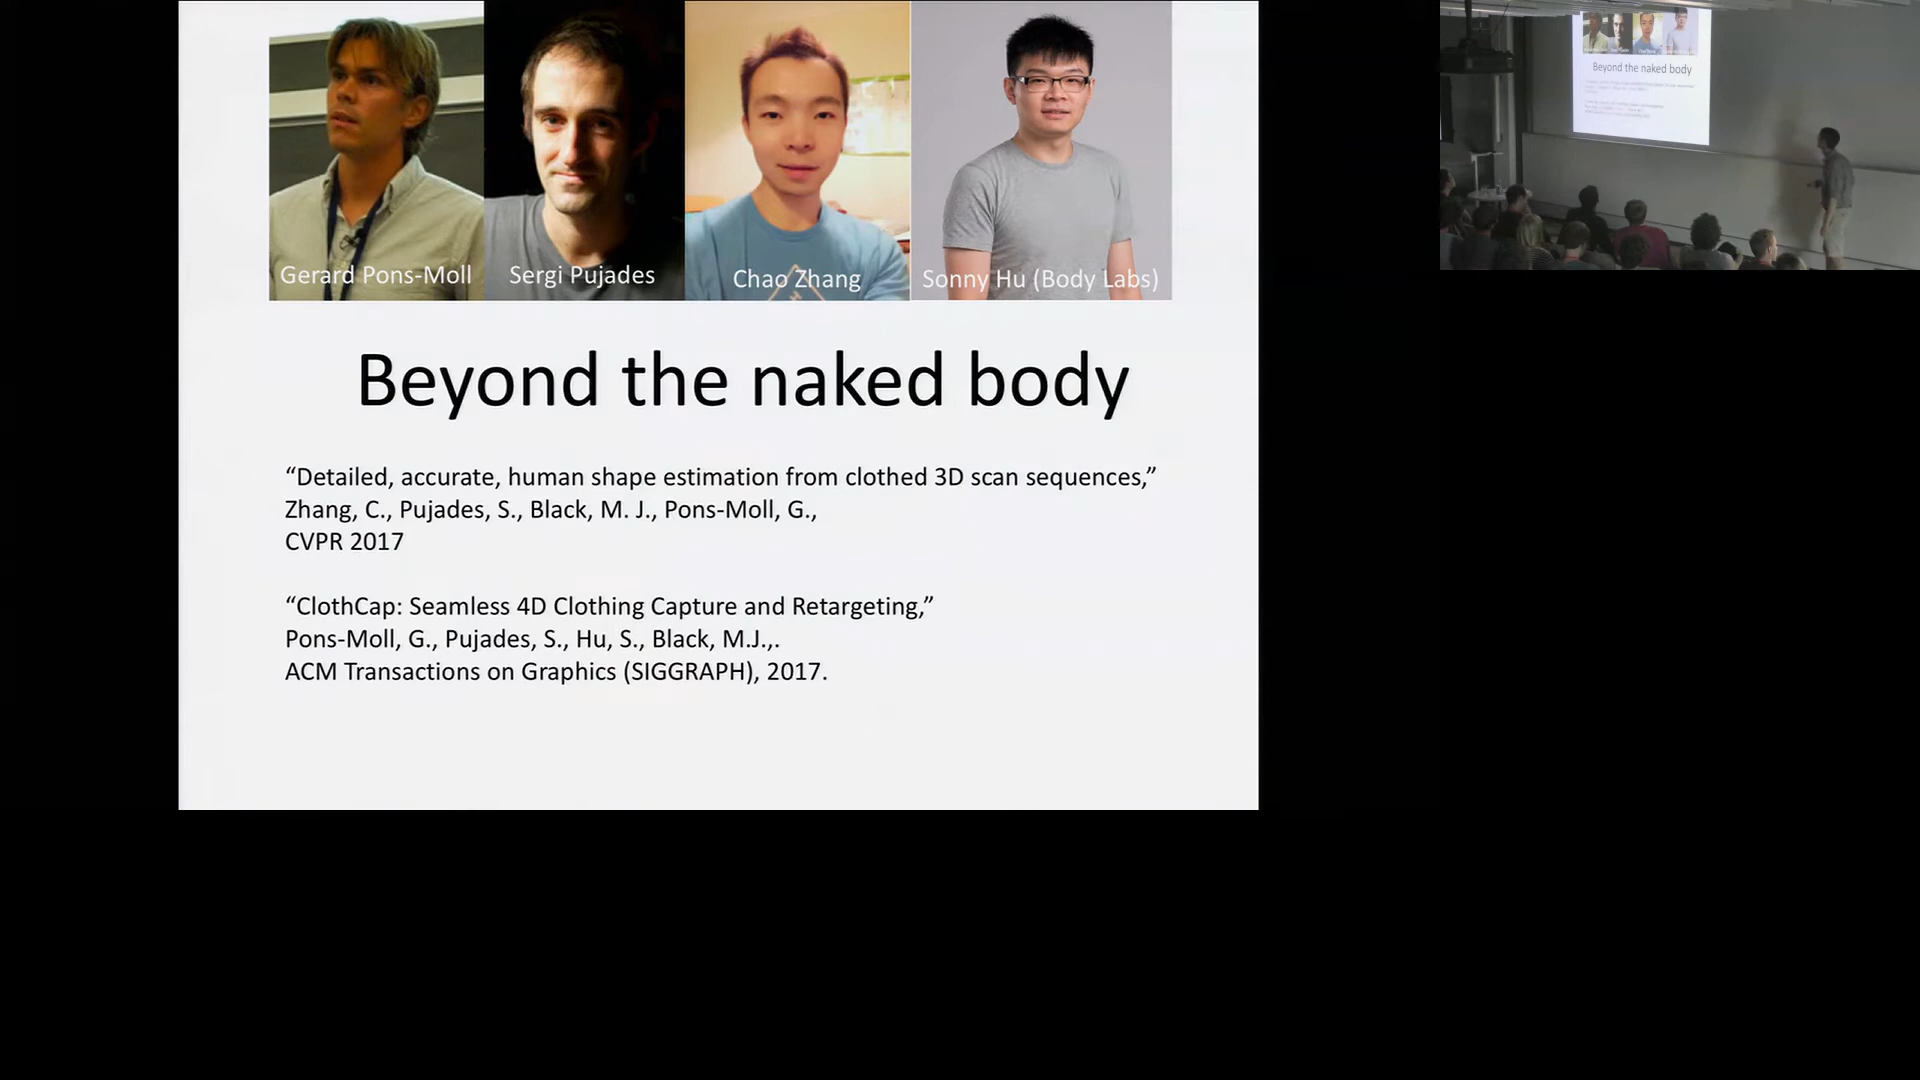 Gerard Pons-Moll
Sergi Pujades
Chao Zhang
Sonny Hu (Body Labs)
Beyond the naked body
“Detailed, accurate, human shape estimation from clothed 3D scan sequences,”
Zhang, C., Pujades, S., Black, M. J., Pons-Moll, G.,
CVPR 2017
“ClothCap: Seamless 4D Clothing Capture and Retargeting,”
Pons-Moll, G., Pujades, S., Hu, S., Black, M.J.,.
ACM Transactions on Graphics (SIGGRAPH), 2017.
Beyond the naked body